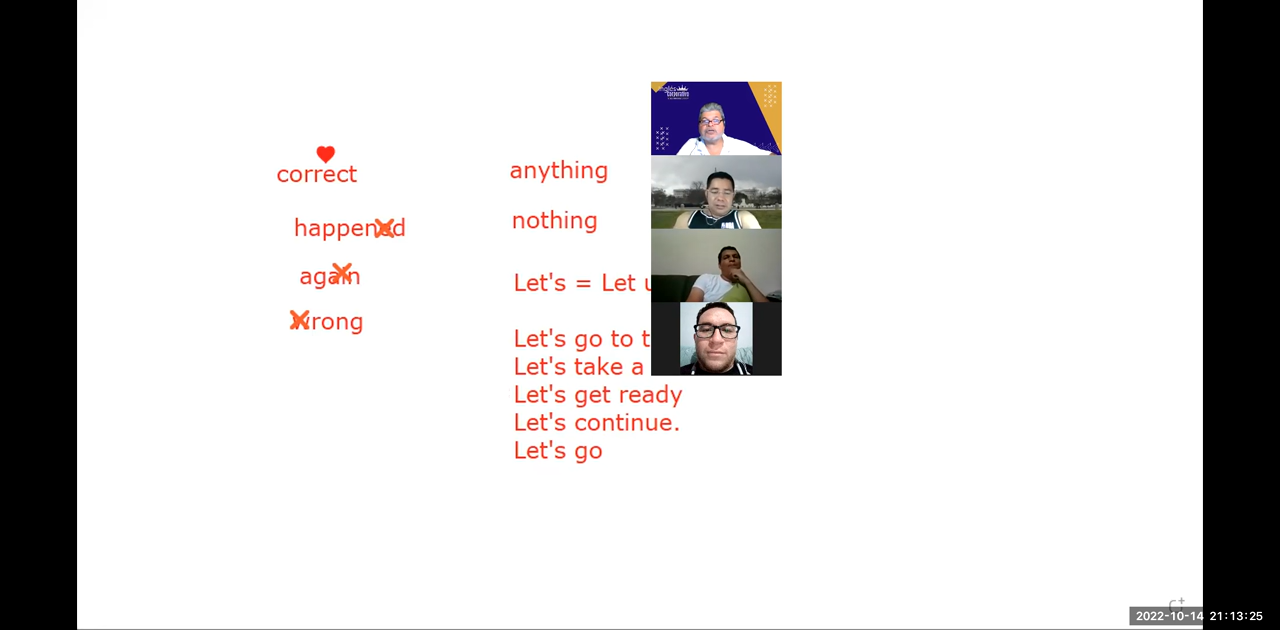 correct
happened
again
wrong
anything
nothing
Let's = Let
Let's go to
Let's take a
Let's get ready
Let's continue.
Let's go
2022-10-14 21:13:25